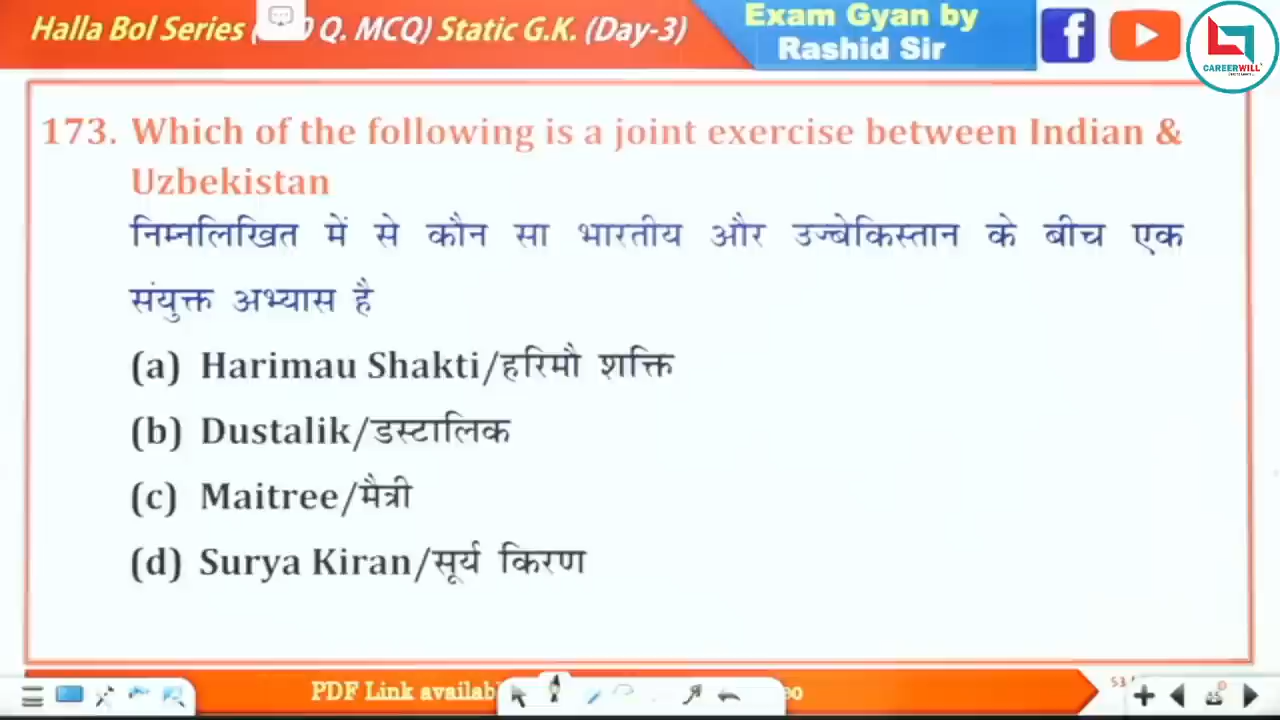 Halla Bol Series ( 0 Q. MCQ) Static G.K. (Day-3)
Exam Gyan by
Rashid Sir
CAREERWILL
173. Which of the following is a joint exercise between Indian &
Uzbekistan
निम्नलिखित में से कौन सा भारतीय और उज्बेकिस्तान के बीच एक
संयुक्त अभ्यास है
(a) Harimau Shakti/हरिमौ शक्ति
(b) Dustalik/डस्टालिक
(c) Maitree/मैत्री
(d) Surya Kiran/सूर्य किरण
PDF Link
53